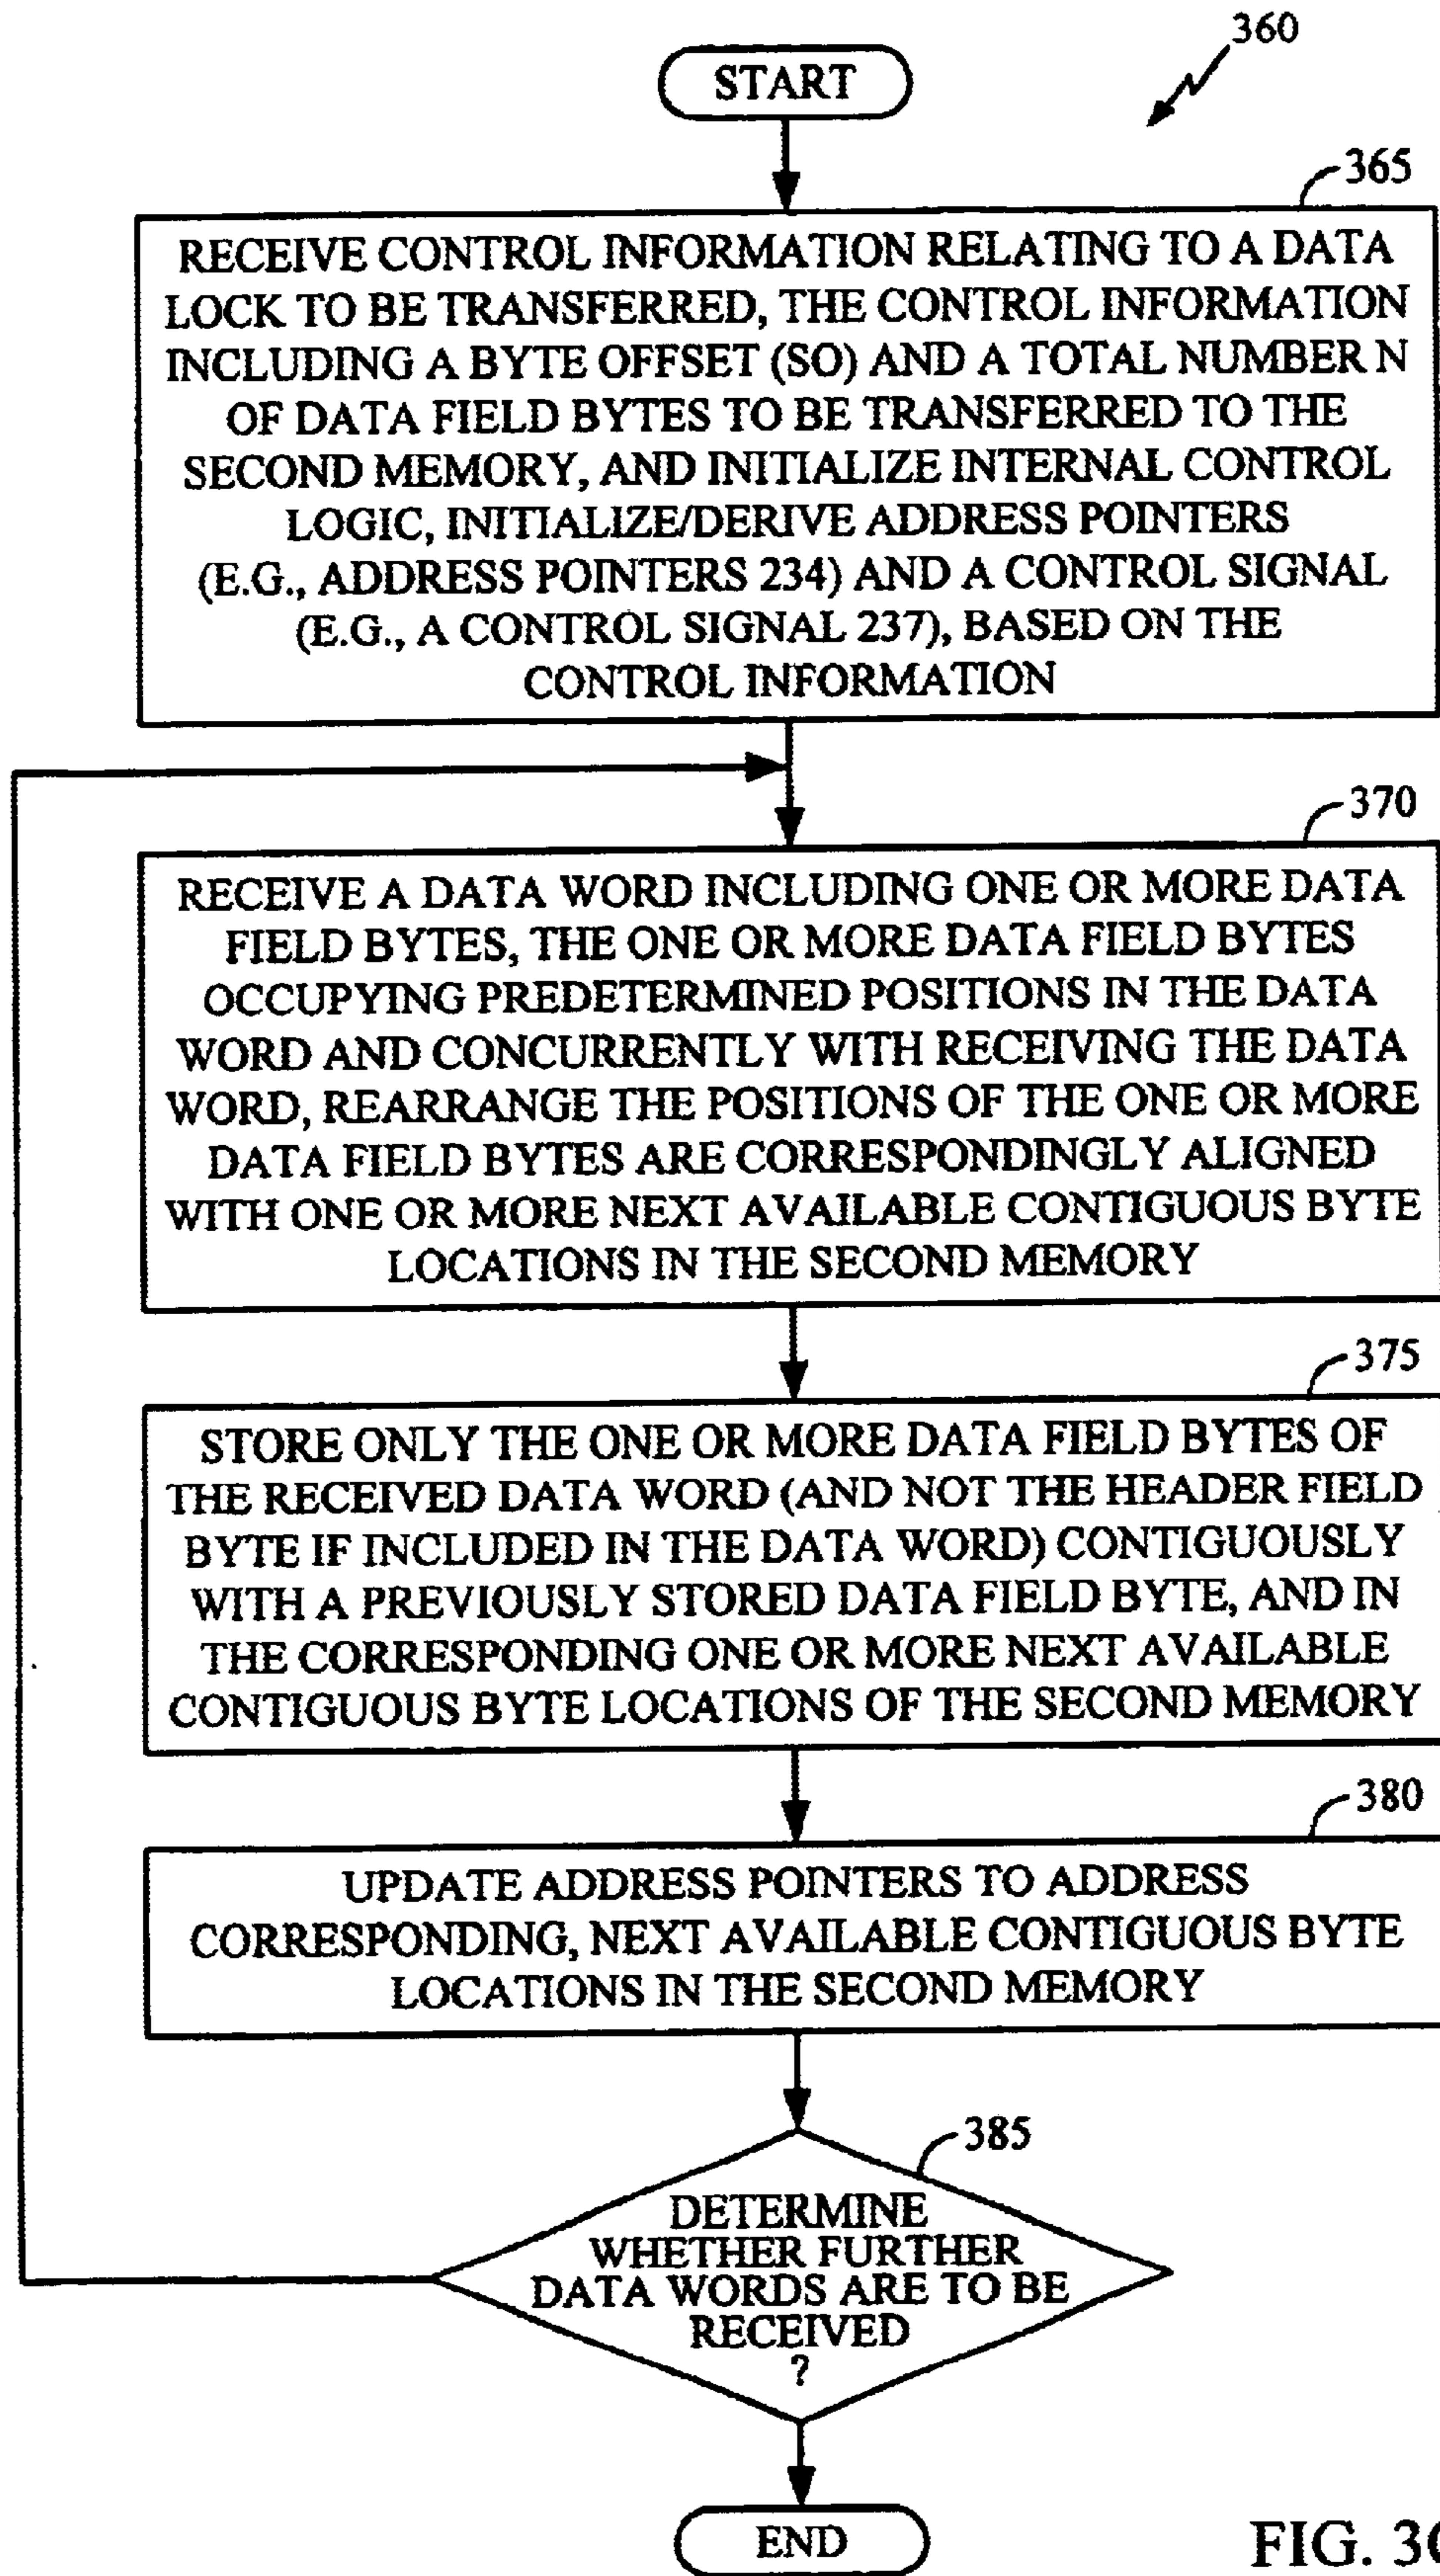 360
START
365
RECEIVE CONTROL INFORMATION RELATING TO A DATA
LOCK TO BE TRANSFERRED, THE CONTROL INFORMATION
INCLUDING A BYTE OFFSET (SO) AND A TOTAL NUMBER N
OF DATA FIELD BYTES TO BE TRANSFERRED TO THE
SECOND MEMORY, AND INITIALIZE INTERNAL CONTROL
LOGIC, INITIALIZE/DERIVE ADDRESS POINTERS
(E.G., ADDRESS POINTERS 234) AND A CONTROL SIGNAL
(E.G., A CONTROL SIGNAL 237), BASED ON THE
CONTROL INFORMATION
370
RECEIVE A DATA WORD INCLUDING ONE OR MORE DATA
FIELD BYTES, THE ONE OR MORE DATA FIELD BYTES
OCCUPYING PREDETERMINED POSITIONS IN THE DATA
WORD AND CONCURRENTLY WITH RECEIVING THE DATA
WORD, REARRANGE THE POSITIONS OF THE ONE OR MORE
DATA FIELD BYTES ARE CORRESPONDINGLY ALIGNED
WITH ONE OR MORE NEXT AVAILABLE CONTIGUOUS BYTE
LOCATIONS IN THE SECOND MEMORY
375
STORE ONLY THE ONE OR MORE DATA FIELD BYTES OF
THE RECEIVED DATA WORD (AND NOT THE HEADER FIELD
BYTE IF INCLUDED IN THE DATA WORD) CONTIGUOUSLY
WITH A PREVIOUSLY STORED DATA FIELD BYTE, AND IN
THE CORRESPONDING ONE OR MORE NEXT AVAILABLE
CONTIGUOUS BYTE LOCATIONS OF THE SECOND MEMORY
380
UPDATE ADDRESS POINTERS TO ADDRESS
CORRESPONDING, NEXT AVAILABLE CONTIGUOUS BYTE
LOCATIONS IN THE SECOND MEMORY
385
DETERMINE
WHETHER FURTHER
DATA WORDS ARE TO BE
RECEIVED
?
END
FIG.